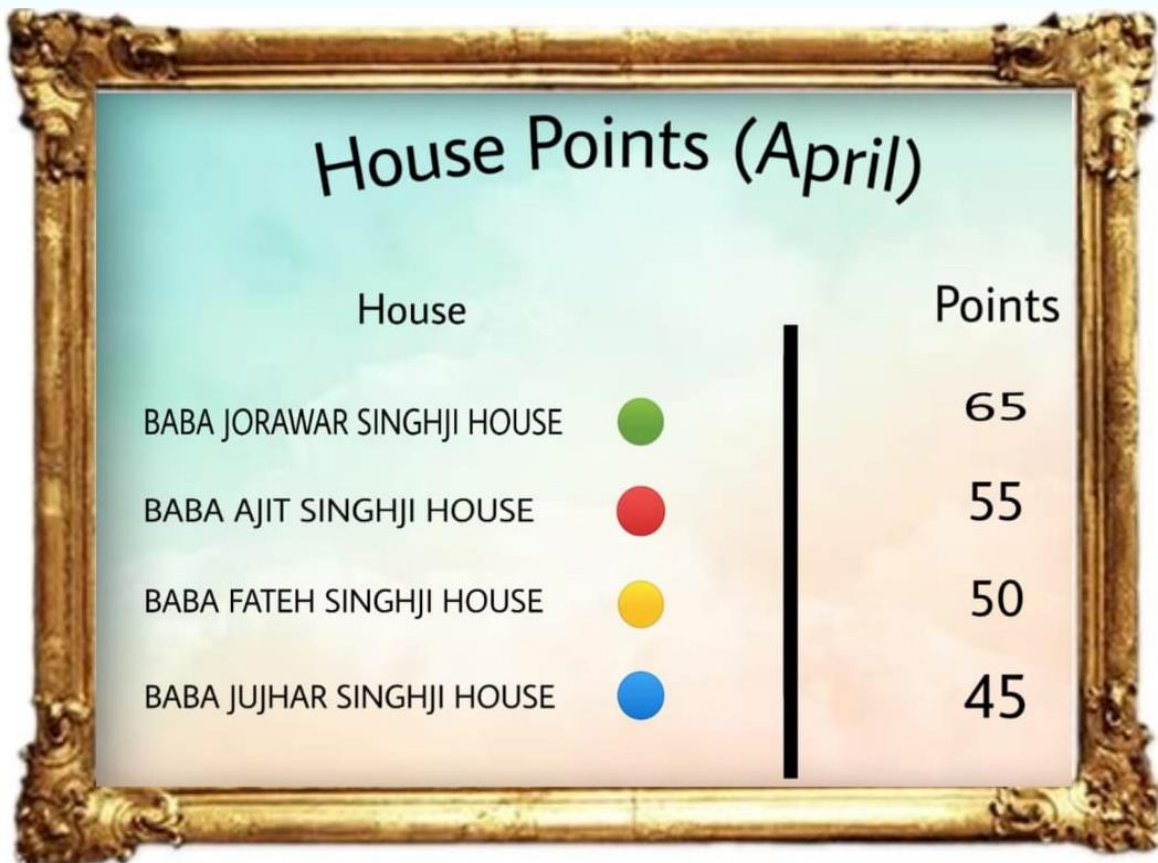 House Points (April)
House Points
BABA JORAWAR SINGHJI HOUSE 65
BABA AJIT SINGHJI HOUSE 55
BABA FATEH SINGHJI HOUSE 50
BABA JUJHAR SINGHJI HOUSE 45